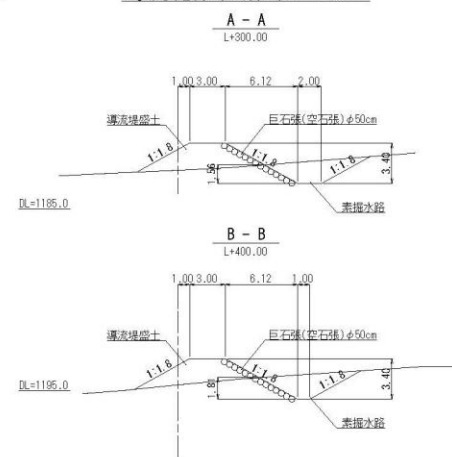 A - A
L+300.00
1.00 3.00 6.12 2.00
導流堤盛土
巨石張(空石張)φ50cm
1:1.8
1:1.8
1:1.8
1.56
3.40
DL=1185.0
素掘水路
B - B
L+400.00
1.00 3.00 6.12 1.00
導流堤盛土
巨石張(空石張)φ50cm
1:1.8
1:1.8
1:1.8
1.81
3.40
DL=1195.0
素掘水路